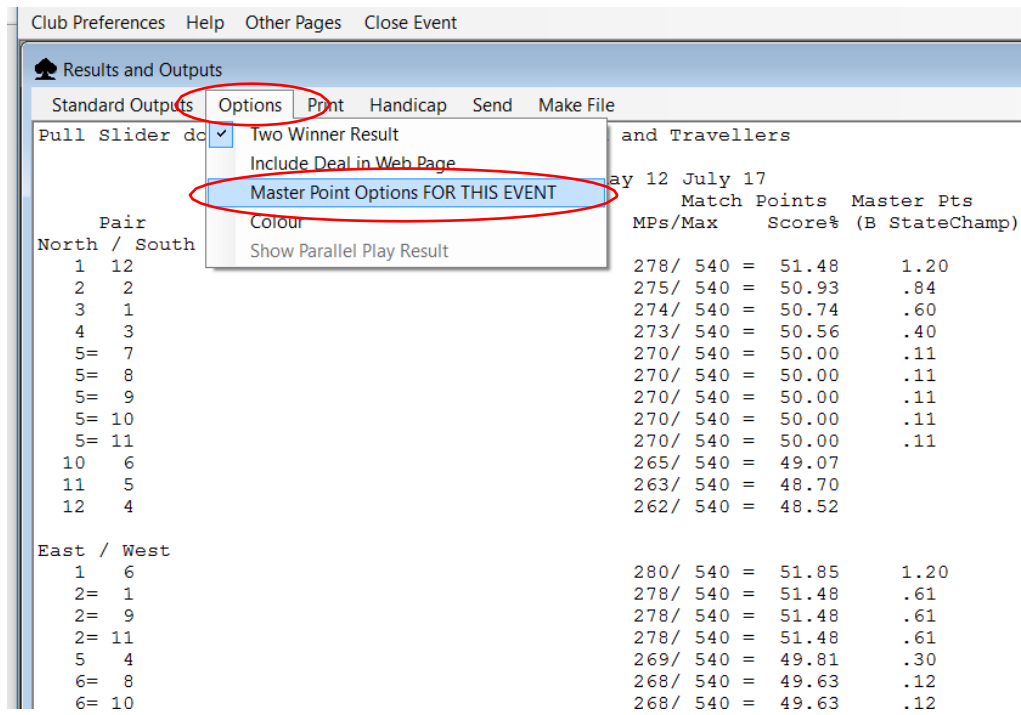 Club Preferences Help Other Pages Close Event
Results and Outputs
Standard Outputs Options Print Handicap Send Make File
Pull Slider do
Two Winner Result
and Travellers
Include Deal in Web Page
ay 12 July 17
Master Point Options FOR THIS EVENT
Match Points Master Pts
Pair
Colour
MPs/Max Score% (B StateChamp)
North / South
Show Parallel Play Result
1 12 278/ 540 = 51.48 1.20
2 2 275/ 540 = 50.93 .84
3 1 274/ 540 = 50.74 .60
4 3 273/ 540 = 50.56 .40
5= 7 270/ 540 = 50.00 .11
5= 8 270/ 540 = 50.00 .11
5= 9 270/ 540 = 50.00 .11
5= 10 270/ 540 = 50.00 .11
5= 11 270/ 540 = 50.00 .11
10 6 265/ 540 = 49.07
11 5 263/ 540 = 48.70
12 4 262/ 540 = 48.52
East / West
1 6 280/ 540 = 51.85 1.20
2= 1 278/ 540 = 51.48 .61
2= 9 278/ 540 = 51.48 .61
2= 11 278/ 540 = 51.48 .61
5 4 269/ 540 = 49.81 .30
6= 8 268/ 540 = 49.63 .12
6= 10 268/ 540 = 49.63 .12